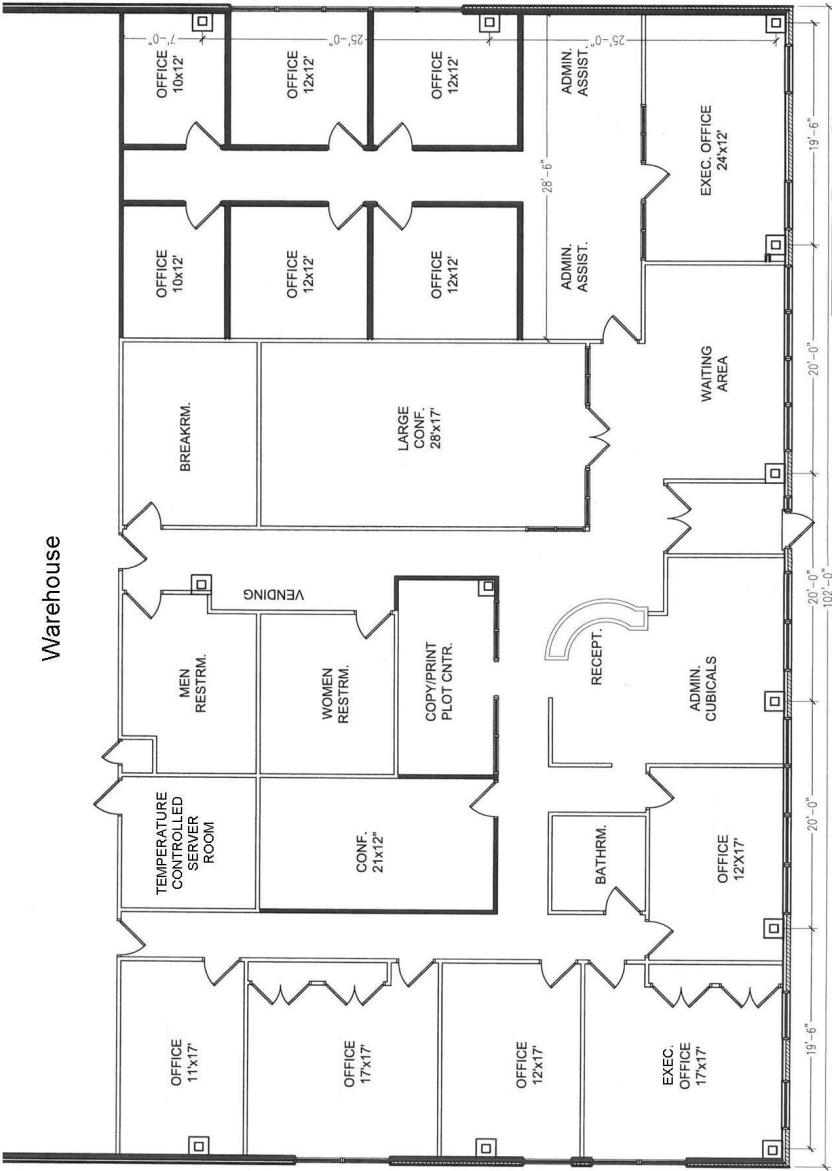 Warehouse
OFFICE
10x12'
OFFICE
12x12'
OFFICE
12x12'
ADMIN.
ASSIST.
EXEC. OFFICE
24'x12'
7'-0"
25'-0"
25'-0"
28'-6"
OFFICE
10x12'
OFFICE
12x12'
OFFICE
12x12'
ADMIN.
ASSIST.
BREAKRM.
LARGE
CONF.
28'x17'
WAITING
AREA
VENDING
MEN
RESTRM.
WOMEN
RESTRM.
COPY/PRINT
PLOT CNTR.
RECEPT.
ADMIN.
CUBICALS
TEMPERATURE
CONTROLLED
SERVER
ROOM
CONF.
21x12"
BATHRM.
OFFICE
12'X17'
OFFICE
11'x17'
OFFICE
17'x17'
OFFICE
12'x17'
EXEC.
OFFICE
17'x17'
19'-6"
20'-0"
20'-0"
20'-0"
19'-6"
102'-0"